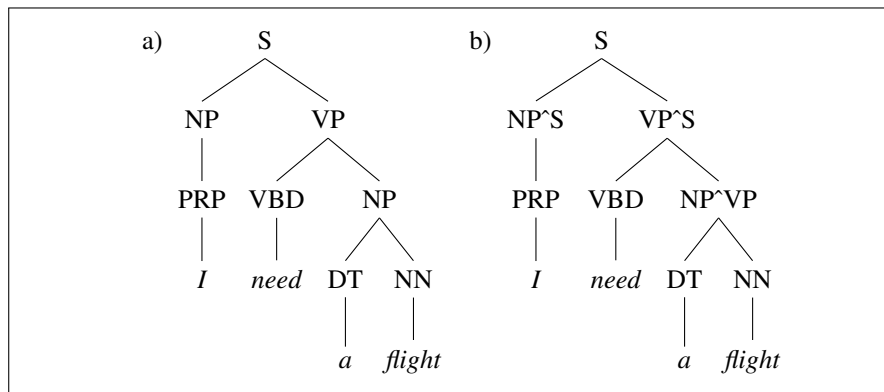 a) S b) S
NP VP NP^S VP^S
PRP VBD NP PRP VBD NP^VP
I need DT NN I need DT NN
a flight a flight